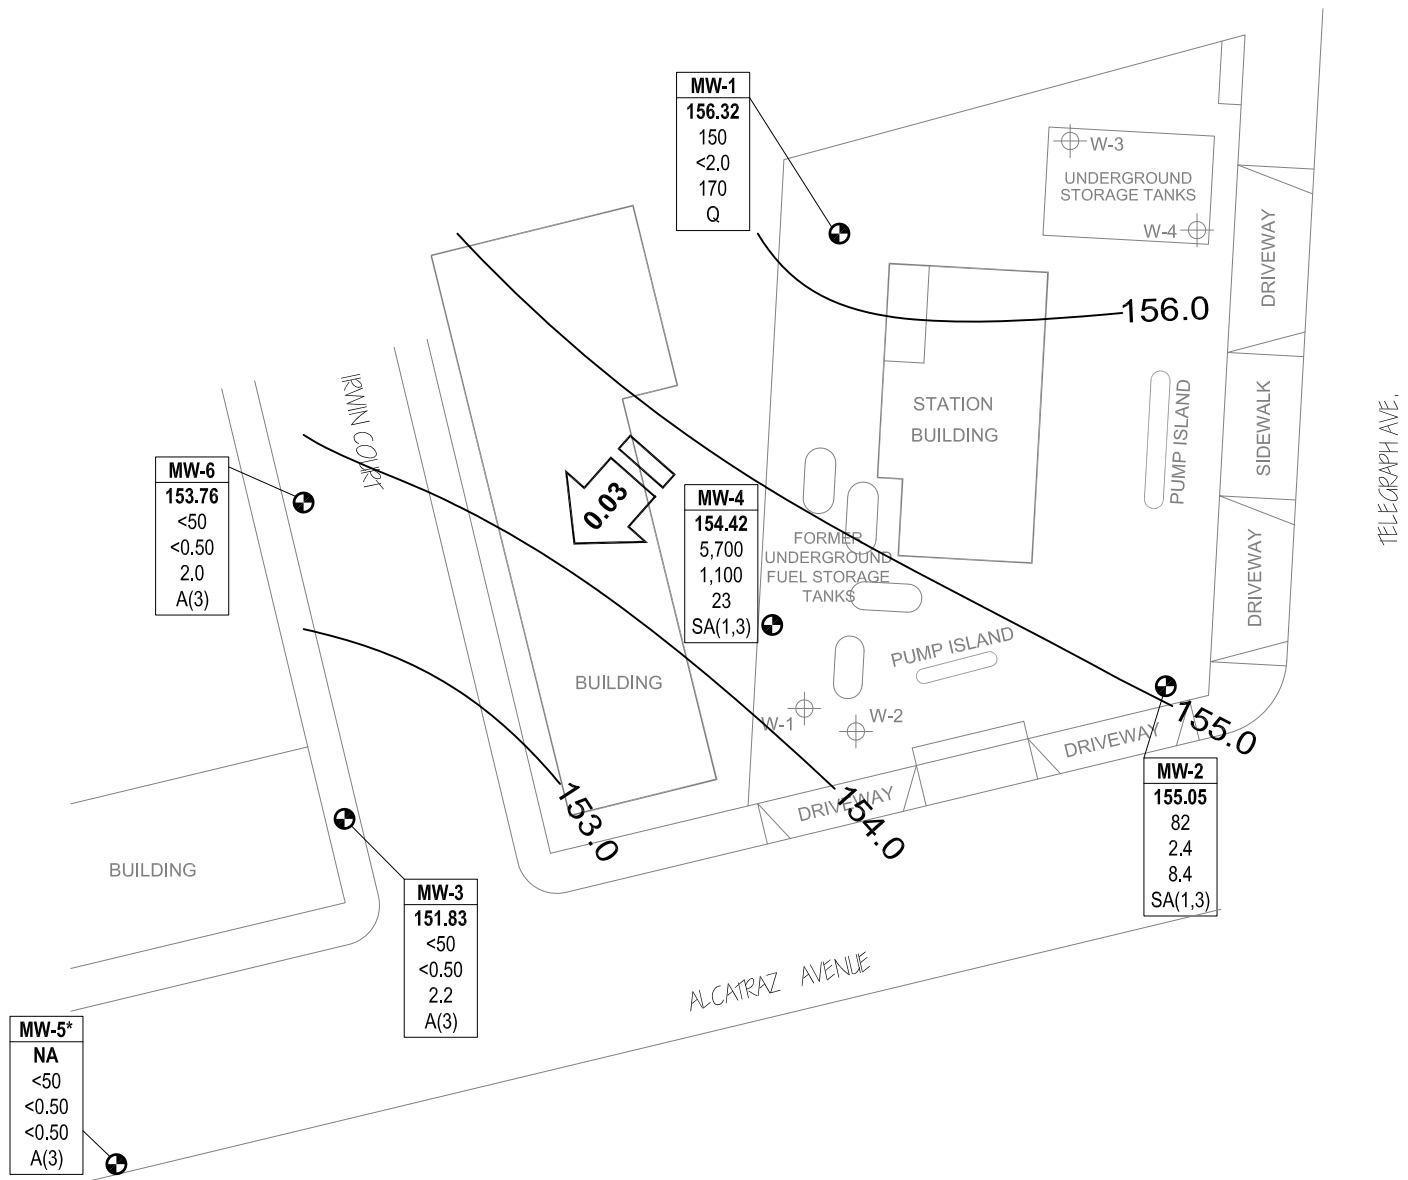 MW-1
156.32
150
<2.0
170
Q
W-3
UNDERGROUND
STORAGE TANKS
W-4
DRIVEWAY
156.0
IRWIN COURT
STATION
BUILDING
PUMP ISLAND
SIDEWALK
TELEGRAPH AVE.
MW-6
153.76
<50
<0.50
2.0
A(3)
0.03
MW-4
154.42
5,700
1,100
23
SA(1,3)
FORMER
UNDERGROUND
FUEL STORAGE
TANKS
DRIVEWAY
PUMP ISLAND
BUILDING
W-1
W-2
DRIVEWAY
155.0
DRIVEWAY
153.0
154.0
MW-2
155.05
82
2.4
8.4
SA(1,3)
BUILDING
MW-3
151.83
<50
<0.50
2.2
A(3)
ALCATRAZ AVENUE
MW-5*
NA
<50
<0.50
<0.50
A(3)